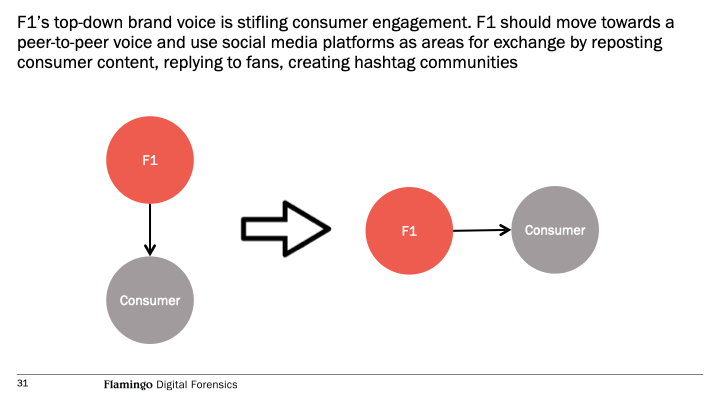 F1’s top-down brand voice is stifling consumer engagement. F1 should move towards a
peer-to-peer voice and use social media platforms as areas for exchange by reposting
consumer content, replying to fans, creating hashtag communities
F1
Consumer
F1
Consumer
31
Flamingo Digital Forensics